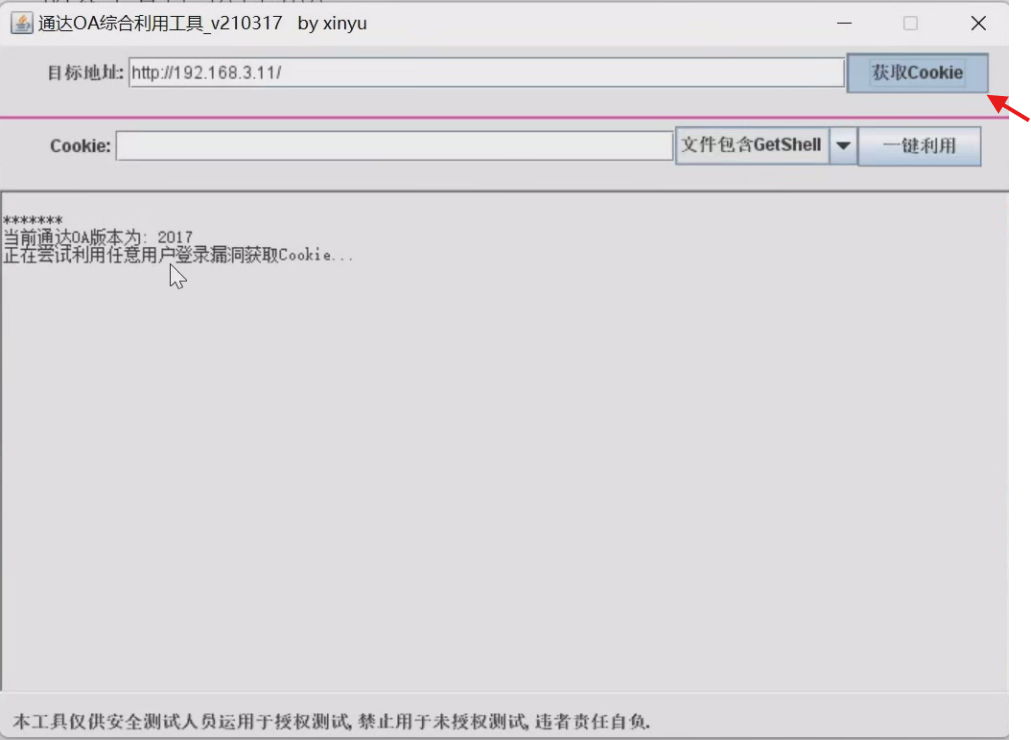 通达OA综合利用工具_v210317 by xinyu
目标地址: http://192.168.3.11/ 获取Cookie
Cookie: 文件包含GetShell 一键利用
*******
当前通达OA版本为: 2017
正在尝试利用任意用户登录漏洞获取Cookie...
本工具仅供安全测试人员运用于授权测试, 禁止用于未授权测试, 违者责任自负.